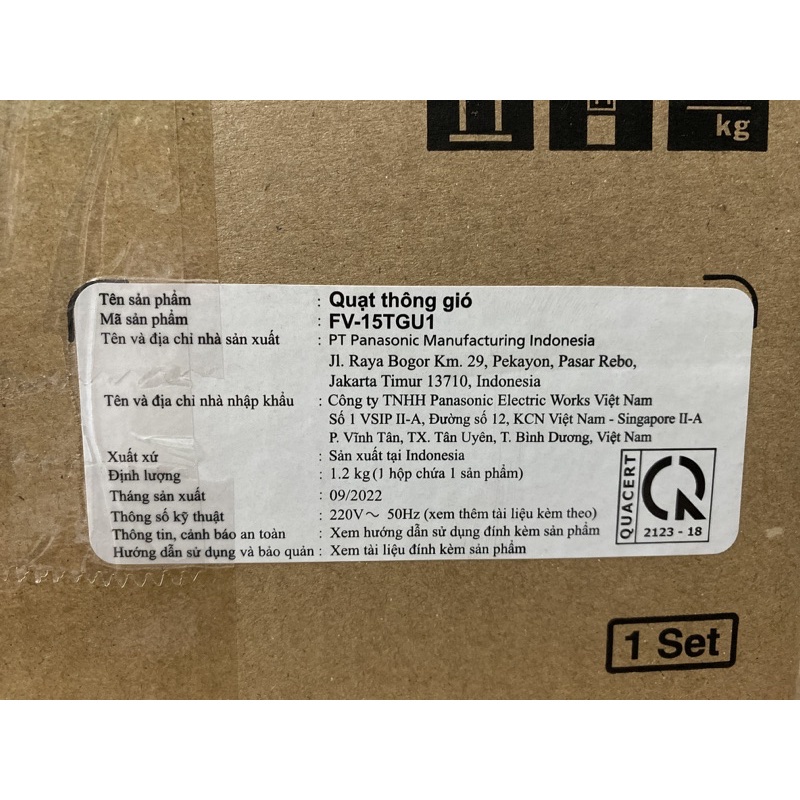 kg
Tên sản phẩm : Quạt thông gió
Mã sản phẩm : FV-15TGU1
Tên và địa chỉ nhà sản xuất : PT Panasonic Manufacturing Indonesia
Jl. Raya Bogor Km. 29, Pekayon, Pasar Rebo,
Jakarta Timur 13710, Indonesia
Tên và địa chỉ nhà nhập khẩu : Công ty TNHH Panasonic Electric Works Việt Nam
Số 1 VSIP II-A, Đường số 12, KCN Việt Nam - Singapore II-A
P. Vĩnh Tân, TX. Tân Uyên, T. Bình Dương, Việt Nam
Xuất xứ : Sản xuất tại Indonesia
Định lượng : 1.2 kg (1 hộp chứa 1 sản phẩm)
Tháng sản xuất : 09/2022
Thông số kỹ thuật : 220V～ 50Hz (xem thêm tài liệu kèm theo)
Thông tin, cảnh báo an toàn : Xem hướng dẫn sử dụng đính kèm sản phẩm
Hướng dẫn sử dụng và bảo quản : Xem tài liệu đính kèm sản phẩm
QUACERT
2123 - 18
1 Set